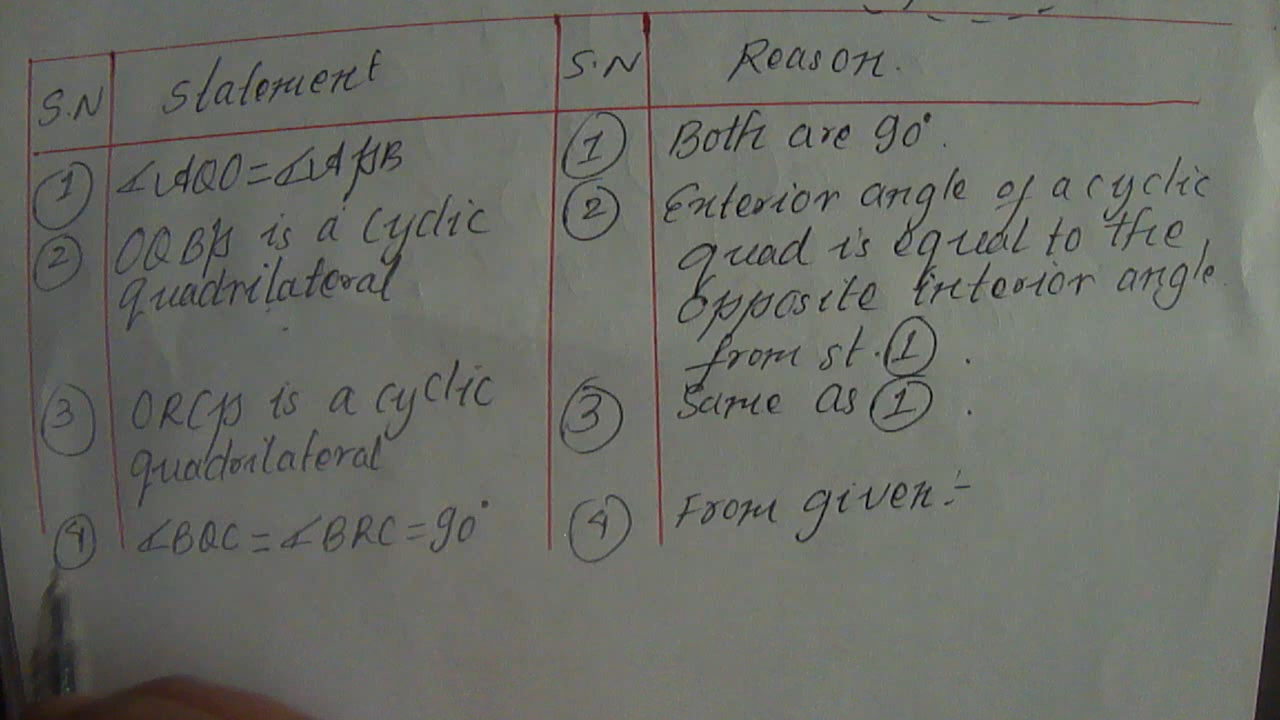 S.N Statement S.N Reason.
① ∠AQO = ∠APB ① Both are 90°.
② OQBP is a cyclic ② Exterior angle of a cyclic
quadrilateral quad is equal to the
opposite interior angle
from st. ① .
③ ORCP is a cyclic ③ Same as ① .
quadrilateral
④ ∠BQC = ∠BRC = 90° ④ From given :-